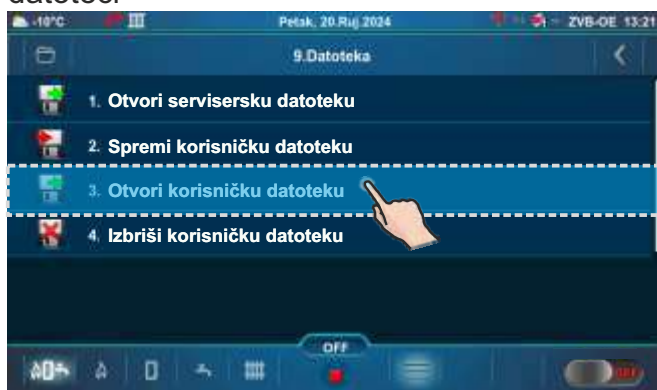 -10°C Petak, 20.Ruj.2024 ZVB-OE 13:21
9.Datoteka
1. Otvori servisersku datoteku
2. Spremi korisničku datoteku
3. Otvori korisničku datoteku
4. Izbriši korisničku datoteku
OFF
OFF